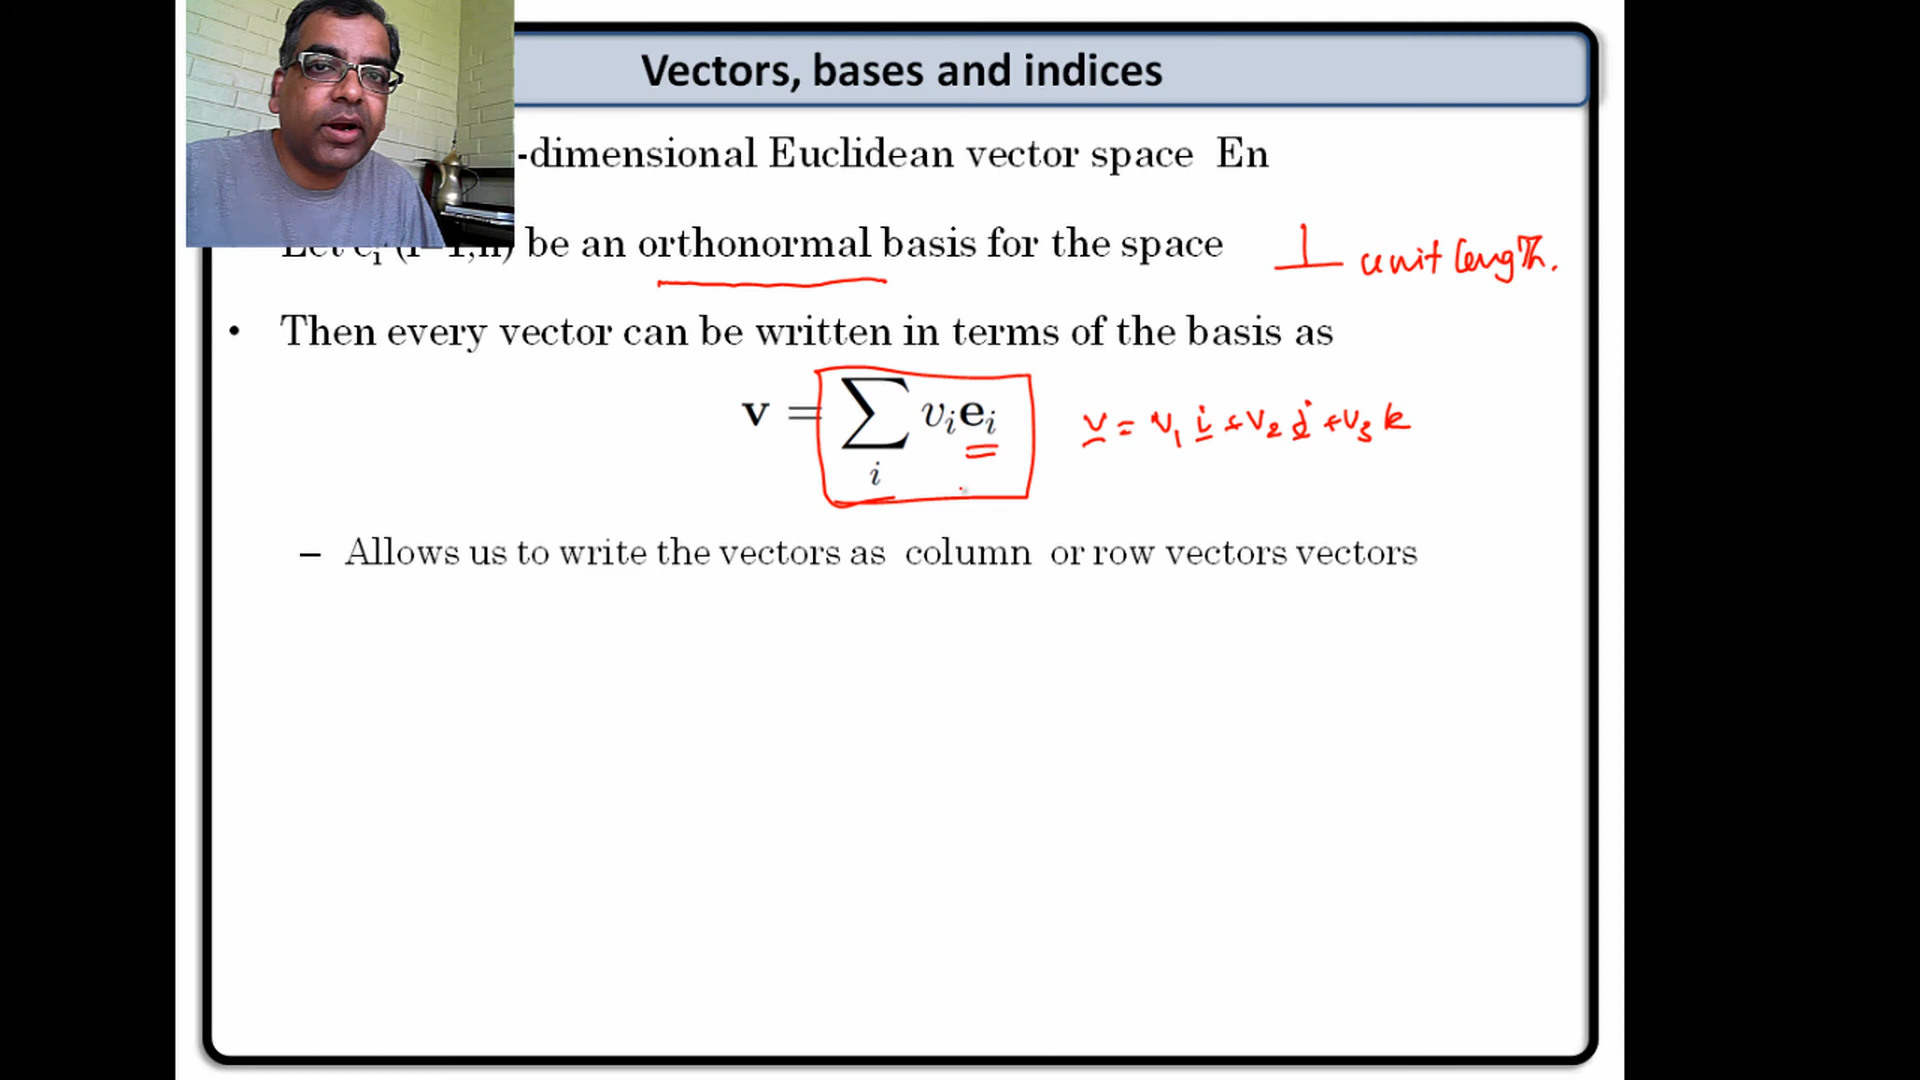 Vectors, bases and indices
-dimensional Euclidean vector space En
be an orthonormal basis for the space ⊥ unit length.
• Then every vector can be written in terms of the basis as
v = ∑ᵢ vᵢeᵢ v = v₁ i + v₂ j + v₃ k
– Allows us to write the vectors as column or row vectors vectors